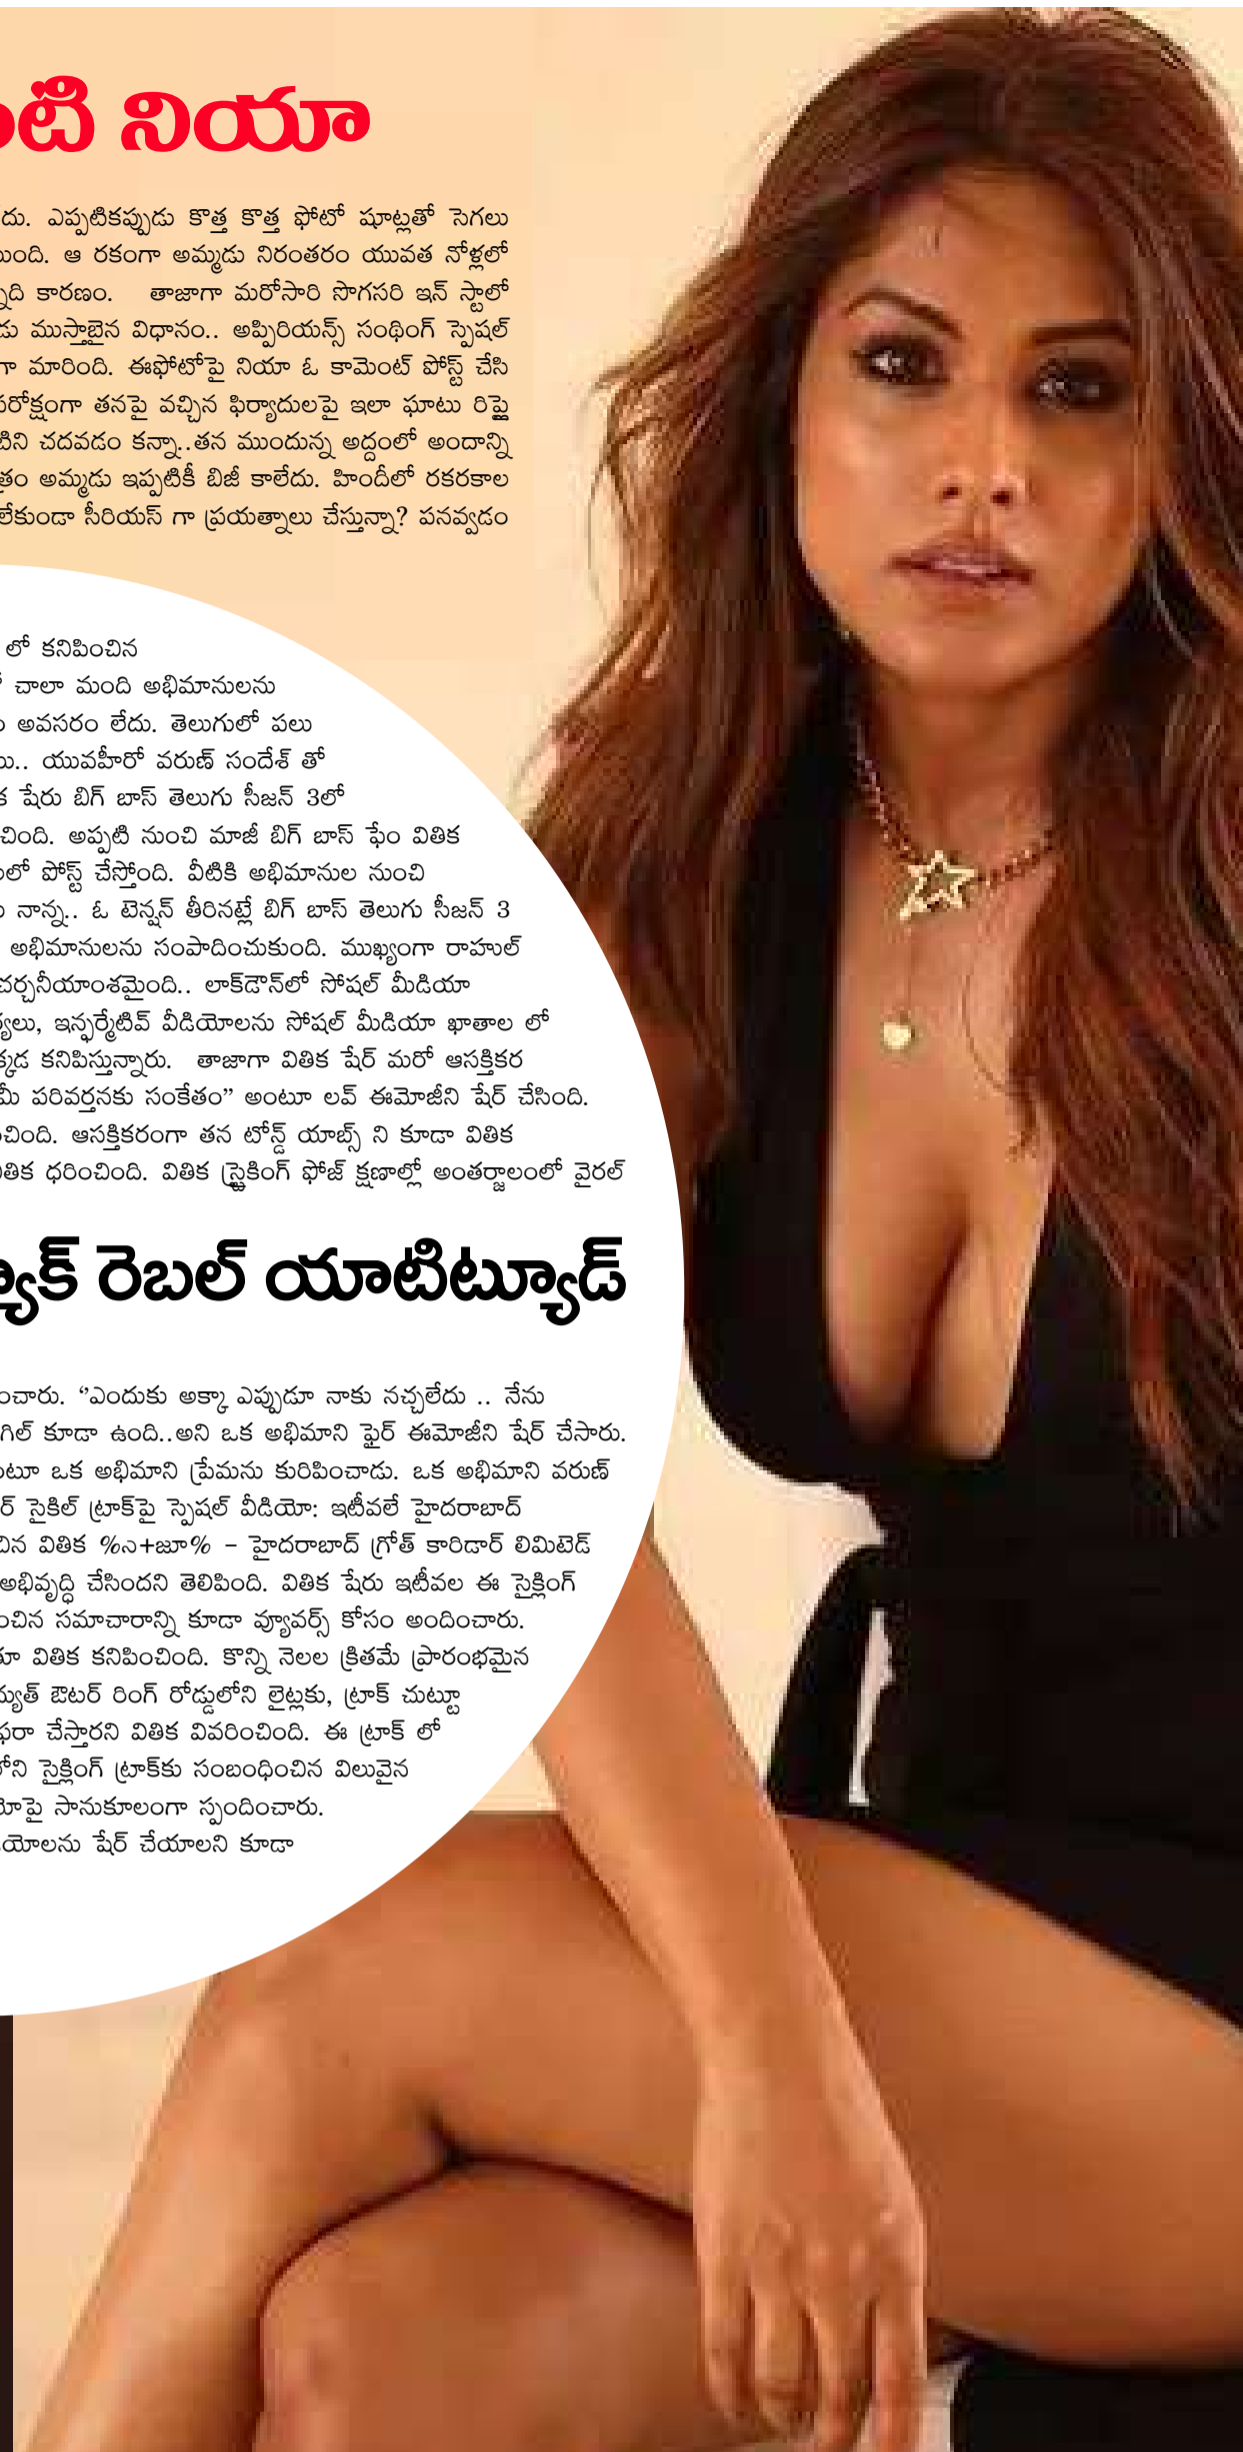 టి నియా
దు. ఎప్పటికప్పుడు కొత్త కొత్త ఫోటో షూట్లతో సెగలు
ుంది. ఆ రకంగా అమ్మడు నిరంతరం యువత నోళ్లలో
్నది కారణం. తాజాగా మరోసారి సొగసరి ఇన్ స్టాలో
డు ముస్తాబైన విధానం.. అప్పిరియన్స్ సంథింగ్ స్పెషల్
గా మారింది. ఈఫోటోపై నియా ఓ కామెంట్ పోస్ట్ చేసి
పరోక్షంగా తనపై వచ్చిన ఫిర్యాదులపై ఇలా ఘాటు రిప్లై
టిని చదవడం కన్నా..తన ముందున్న అద్దంలో అందాన్ని
త్రం అమ్మడు ఇప్పటికీ బిజీ కాలేదు. హిందీలో రకరకాల
లేకుండా సీరియస్ గా ప్రయత్నాలు చేస్తున్నా? పనవ్వడం
లో కనిపించిన
చాలా మంది అభిమానులను
అవసరం లేదు. తెలుగులో పలు
యు.. యువహీరో వరుణ్ సందేశ్ తో
క షేరు బిగ్ బాస్ తెలుగు సీజన్ 3లో
చింది. అప్పటి నుంచి మాజీ బిగ్ బాస్ ఫేం వితిక
లో పోస్ట్ చేస్తోంది. వీటికి అభిమానుల నుంచి
నాన్న.. ఓ టెన్షన్ తీరినట్లే బిగ్ బాస్ తెలుగు సీజన్ 3
అభిమానులను సంపాదించుకుంది. ముఖ్యంగా రాహుల్
చర్చనీయాంశమైంది.. లాక్‌డౌన్‌లో సోషల్ మీడియా
్యలు, ఇన్ఫర్మేటివ్ వీడియోలను సోషల్ మీడియా ఖాతాల లో
క్కడ కనిపిస్తున్నారు. తాజాగా వితిక షేర్ మరో ఆసక్తికర
మీ పరివర్తనకు సంకేతం” అంటూ లవ్ ఈమోజీని షేర్ చేసింది.
చింది. ఆసక్తికరంగా తన టోన్డ్ యాబ్స్ ని కూడా వితిక
ితిక ధరించింది. వితిక స్ట్రైకింగ్ ఫోజ్ క్షణాల్లో అంతర్జాలంలో వైరల్
్యాక్ రెబల్ యాటిట్యూడ్
ంచారు. ‘’ఎందుకు అక్కా ఎప్పుడూ నాకు నచ్చలేదు .. నేను
గిల్ కూడా ఉంది..అని ఒక అభిమాని ఫైర్ ఈమోజీని షేర్ చేసారు.
ంటూ ఒక అభిమాని ప్రేమను కురిపించాడు. ఒక అభిమాని వరుణ్
ర్ సైకిల్ ట్రాక్‌పై స్పెషల్ వీడియో: ఇటీవలే హైదరాబాద్
చిన వితిక %ఎ+జూ% – హైదరాబాద్ గ్రోత్ కారిడార్ లిమిటెడ్
అభివృద్ధి చేసిందని తెలిపింది. వితిక షేరు ఇటీవల ఈ సైక్లింగ్
ంచిన సమాచారాన్ని కూడా వ్యూవర్స్ కోసం అందించారు.
తూ వితిక కనిపించింది. కొన్ని నెలల క్రితమే ప్రారంభమైన
్యుత్ ఔటర్ రింగ్ రోడ్డులోని లైట్లకు, ట్రాక్ చుట్టూ
ఫరా చేస్తారని వితిక వివరించింది. ఈ ట్రాక్ లో
లోని సైక్లింగ్ ట్రాక్‌కు సంబంధించిన విలువైన
యోపై సానుకూలంగా స్పందించారు.
ియోలను షేర్ చేయాలని కూడా